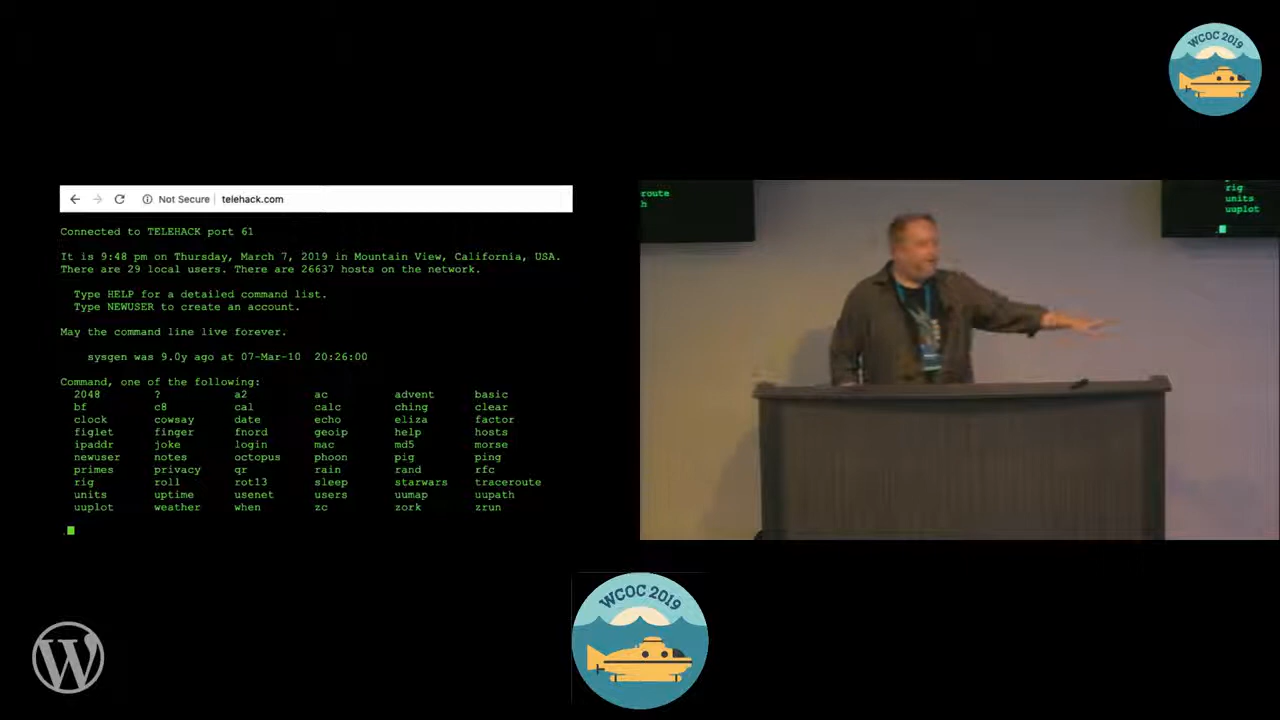 WCOC 2019
Not Secure telehack.com
Connected to TELEHACK port 61
It is 9:48 pm on Thursday, March 7, 2019 in Mountain View, California, USA.
There are 29 local users. There are 26637 hosts on the network.
Type HELP for a detailed command list.
Type NEWUSER to create an account.
May the command line live forever.
sysgen was 9.0y ago at 07-Mar-10 20:26:00
Command, one of the following:
2048 ? a2 ac advent basic
bf c8 cal calc ching clear
clock cowsay date echo eliza factor
figlet finger fnord geoip help hosts
ipaddr joke login mac md5 morse
newuser notes octopus phoon pig ping
primes privacy qr rain rand rfc
rig roll rot13 sleep starwars traceroute
units uptime usenet users uumap uupath
uuplot weather when zc zork zrun
.
route
h
rig
units
uuplot
.
WCOC 2019
W